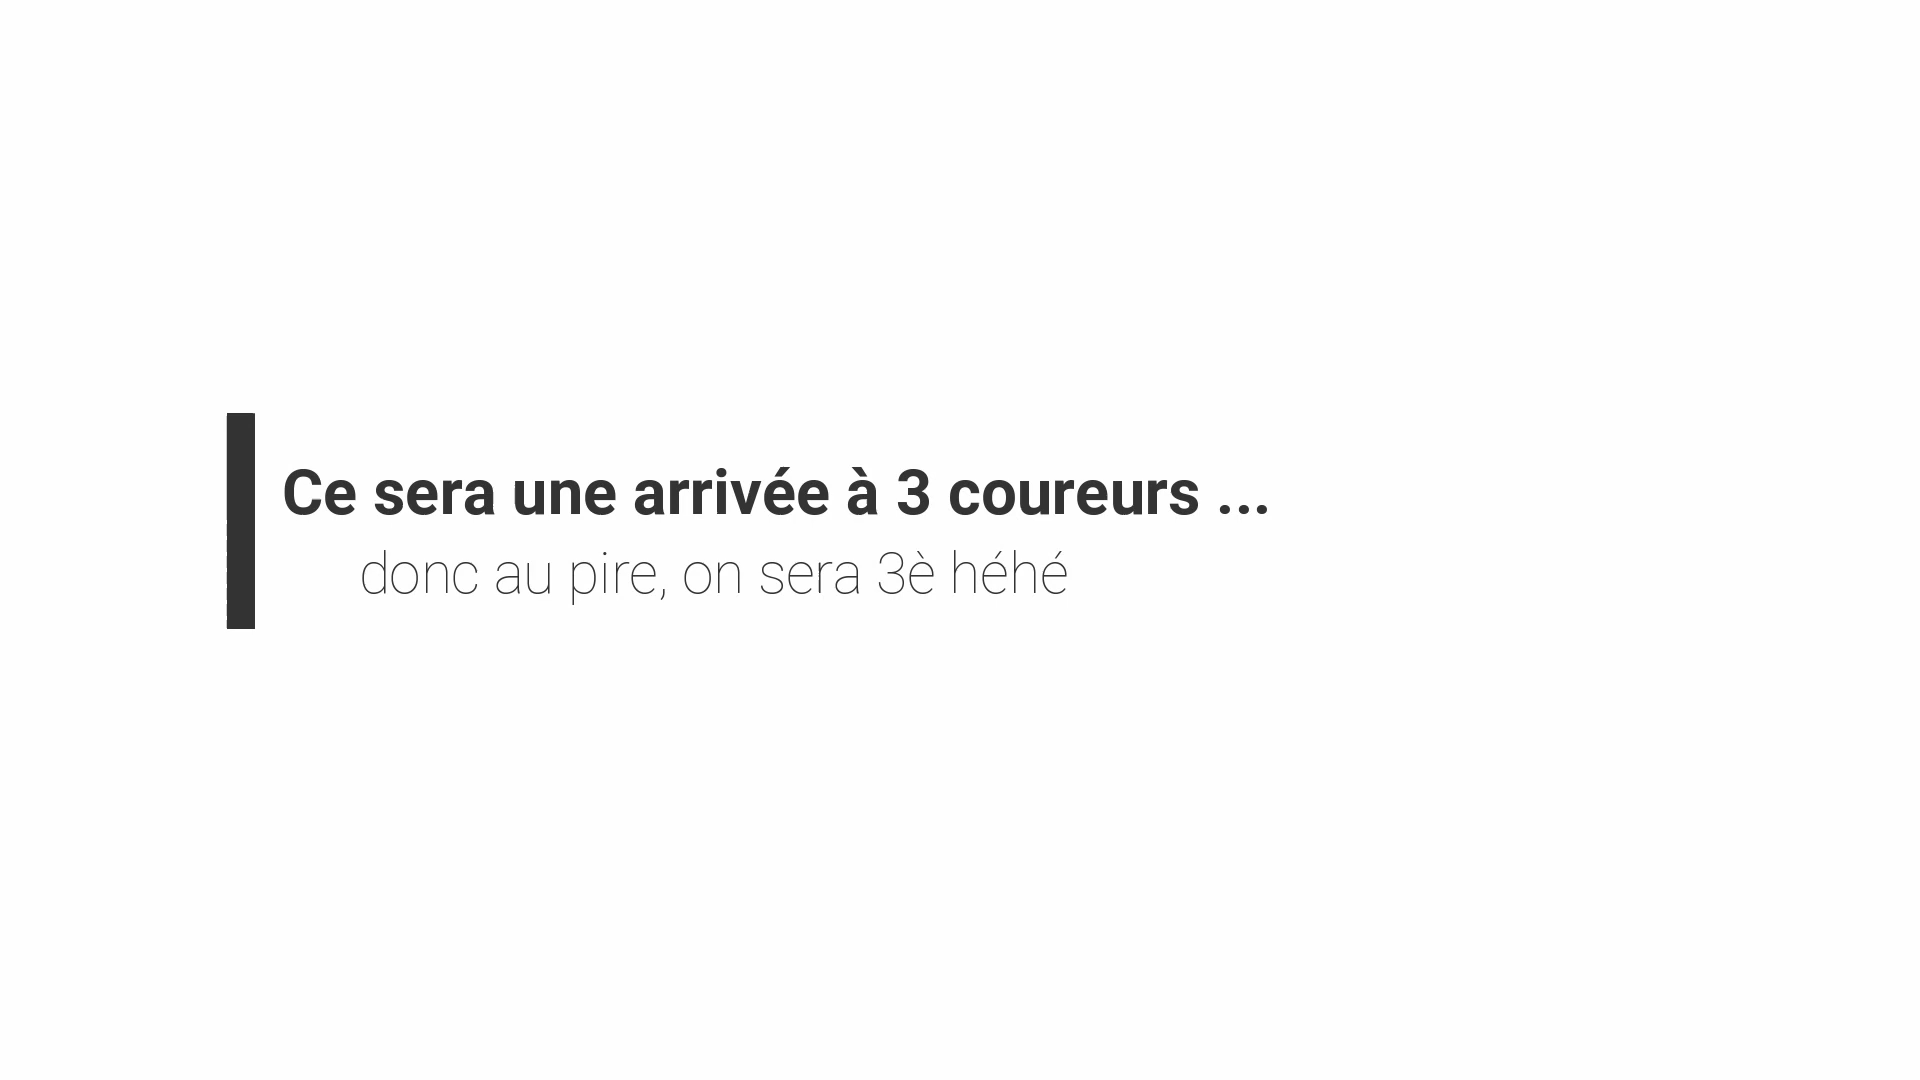 Ce sera une arrivée à 3 coureurs ...
donc au pire, on sera 3è héhé